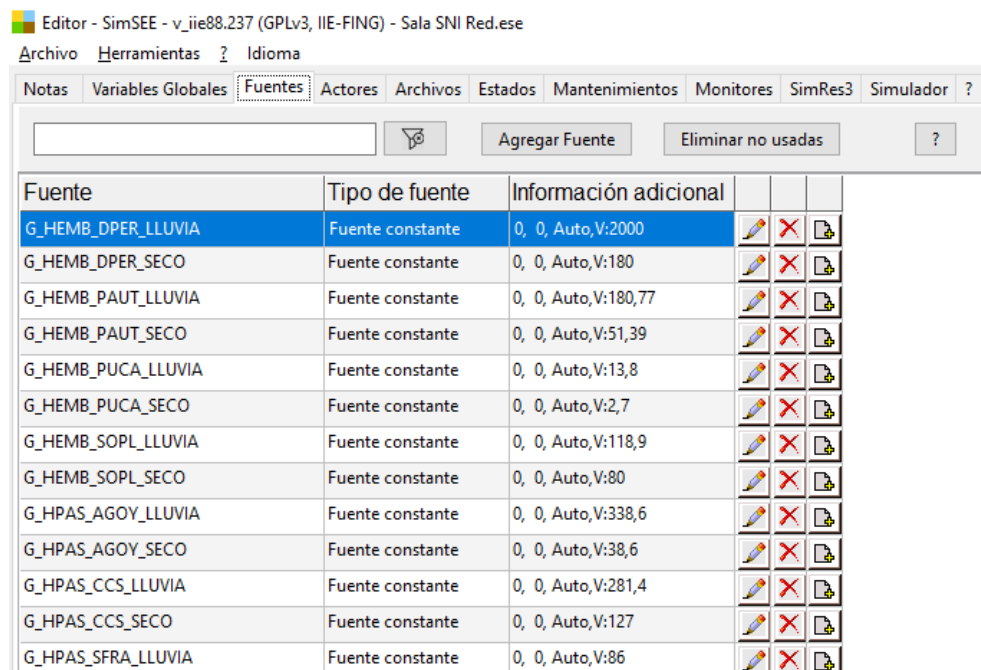 Editor - SimSEE - v_iie88.237 (GPLv3, IIE-FING) - Sala SNI Red.ese
Archivo Herramientas ? Idioma
Notas Variables Globales Fuentes Actores Archivos Estados Mantenimientos Monitores SimRes3 Simulador ?
Agregar Fuente Eliminar no usadas ?
Fuente Tipo de fuente Información adicional
G_HEMB_DPER_LLUVIA Fuente constante 0, 0, Auto,V:2000
G_HEMB_DPER_SECO Fuente constante 0, 0, Auto,V:180
G_HEMB_PAUT_LLUVIA Fuente constante 0, 0, Auto,V:180,77
G_HEMB_PAUT_SECO Fuente constante 0, 0, Auto,V:51,39
G_HEMB_PUCA_LLUVIA Fuente constante 0, 0, Auto,V:13,8
G_HEMB_PUCA_SECO Fuente constante 0, 0, Auto,V:2,7
G_HEMB_SOPL_LLUVIA Fuente constante 0, 0, Auto,V:118,9
G_HEMB_SOPL_SECO Fuente constante 0, 0, Auto,V:80
G_HPAS_AGOY_LLUVIA Fuente constante 0, 0, Auto,V:338,6
G_HPAS_AGOY_SECO Fuente constante 0, 0, Auto,V:38,6
G_HPAS_CCS_LLUVIA Fuente constante 0, 0, Auto,V:281,4
G_HPAS_CCS_SECO Fuente constante 0, 0, Auto,V:127
G_HPAS_SFRA_LLUVIA Fuente constante 0, 0, Auto,V:86